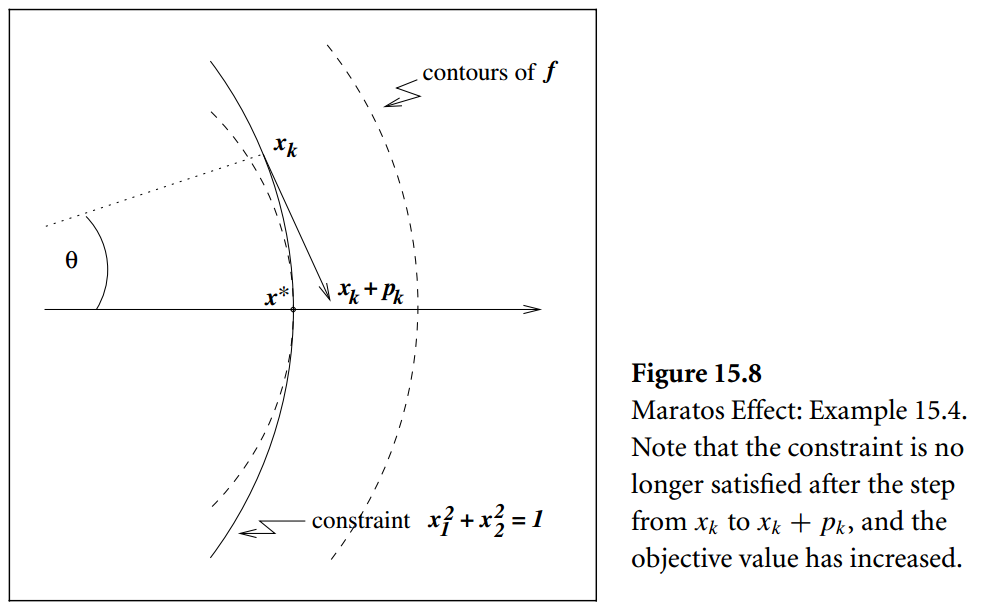 contours of f
x_k
θ
x* x_k + p_k
constraint x_1^2 + x_2^2 = 1
Figure 15.8
Maratos Effect: Example 15.4.
Note that the constraint is no
longer satisfied after the step
from x_k to x_k + p_k, and the
objective value has increased.